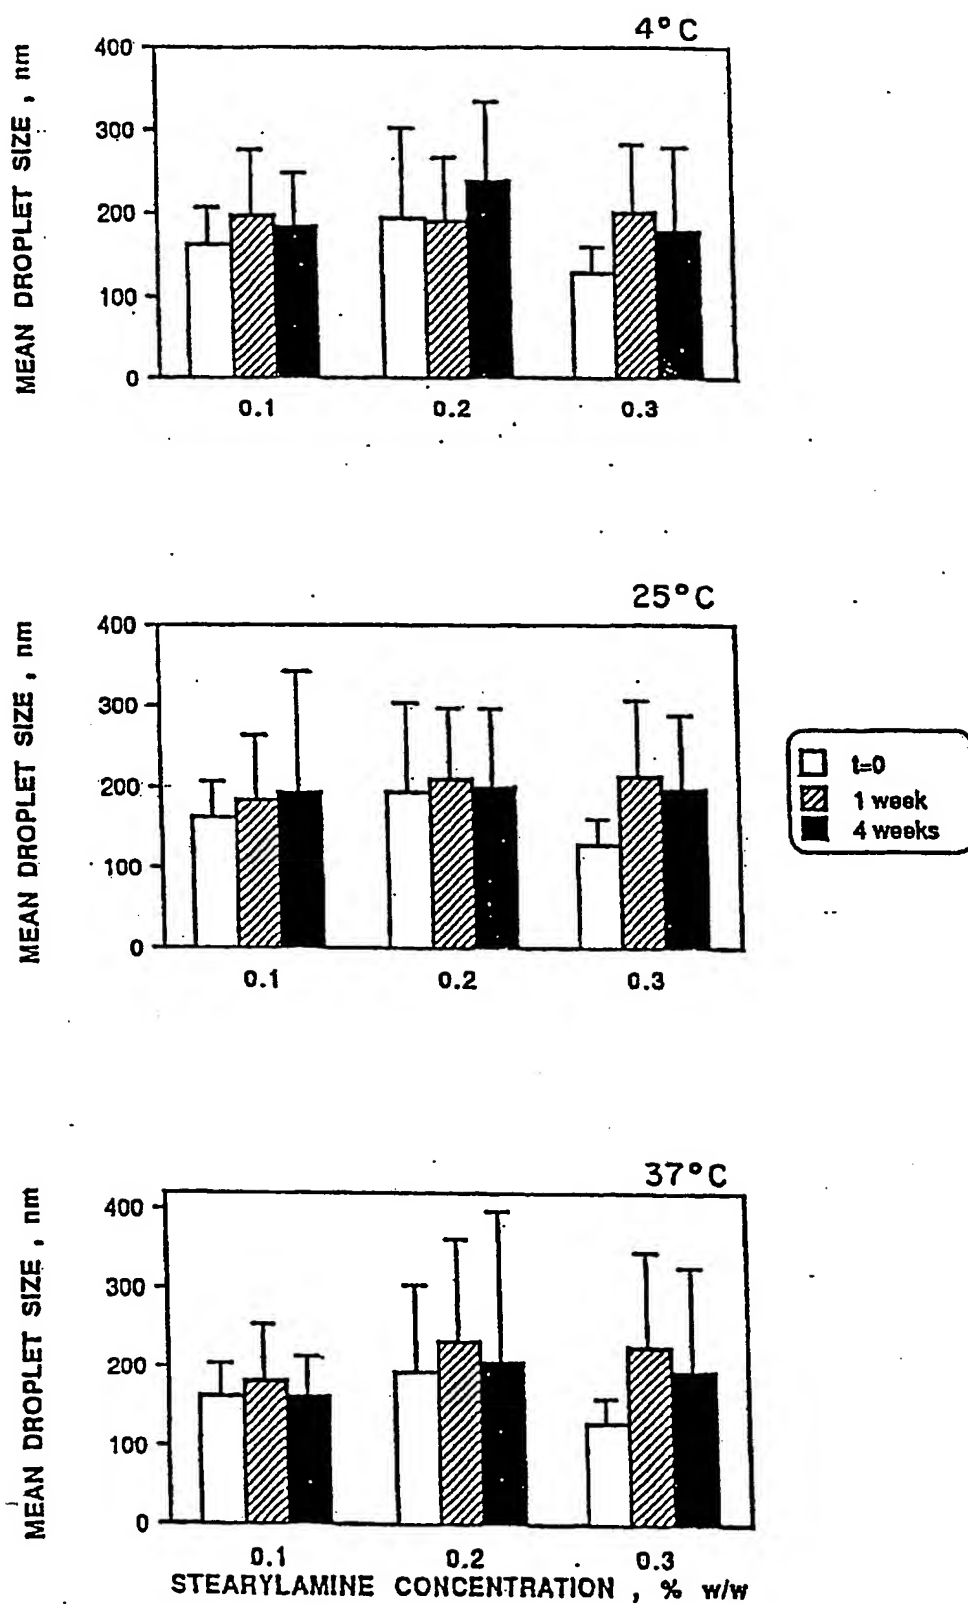 4°C
MEAN DROPLET SIZE , nm
400
300
200
100
0
0.1 0.2 0.3
25°C
MEAN DROPLET SIZE , nm
400
300
200
100
0
0.1 0.2 0.3
t=0
1 week
4 weeks
37°C
MEAN DROPLET SIZE , nm
400
300
200
100
0
0.1 0.2 0.3
STEARYLAMINE CONCENTRATION , % w/w